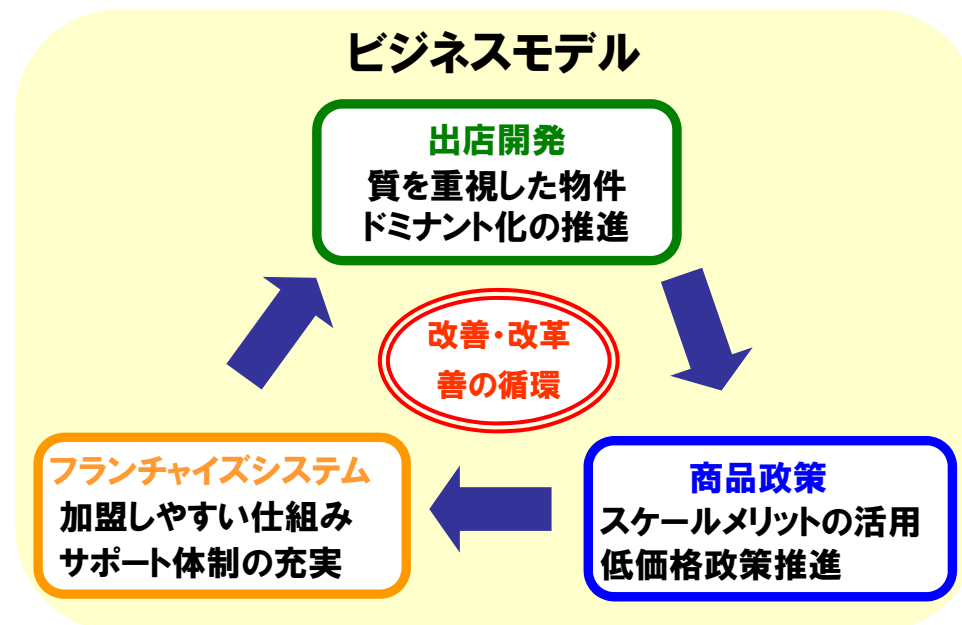 ビジネスモデル
出店開発
質を重視した物件
ドミナント化の推進
改善・改革
善の循環
フランチャイズシステム
加盟しやすい仕組み
サポート体制の充実
商品政策
スケールメリットの活用
低価格政策推進